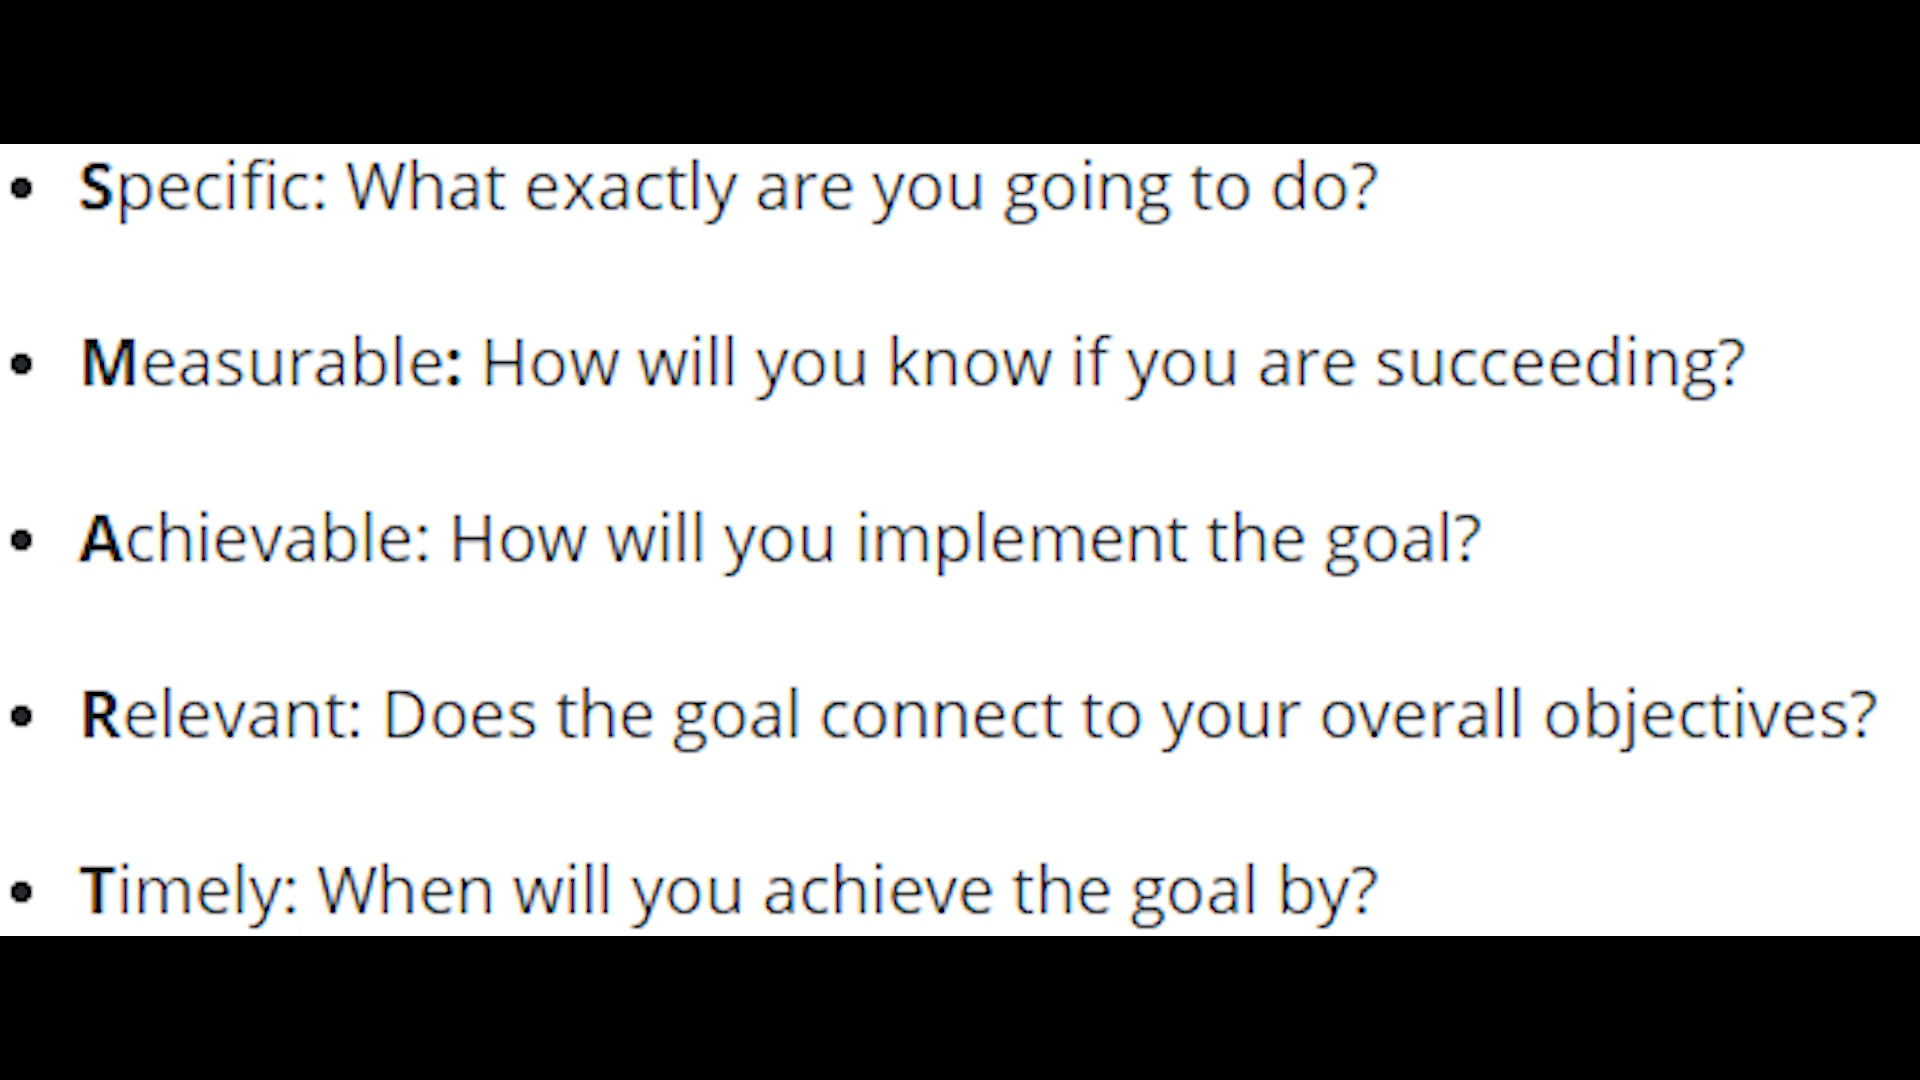 • Specific: What exactly are you going to do?
• Measurable: How will you know if you are succeeding?
• Achievable: How will you implement the goal?
• Relevant: Does the goal connect to your overall objectives?
• Timely: When will you achieve the goal by?